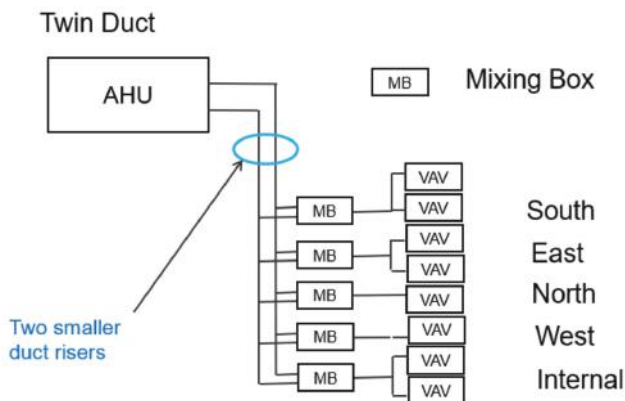 Twin Duct
AHU
MB
Mixing Box
VAV
MB
VAV
South
VAV
MB
VAV
East
MB
VAV
North
MB
VAV
West
VAV
MB
VAV
Internal
Two smaller
duct risers